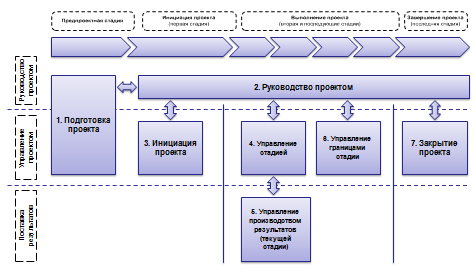 Предпроектная стадия
Инициация проекта
(первая стадия)
Выполнение проекта
(вторая и последующие стадии)
Завершение проекта
(последняя стадия)
Руководство
проектом
2. Руководство проектом
1. Подготовка
проекта
Управление
проектом
3. Инициация
проекта
4. Управление
стадией
6. Управление
границами
стадии
7. Закрытие
проекта
Поставка
результатов
5. Управление
производством
результатов
(текущей
стадии)